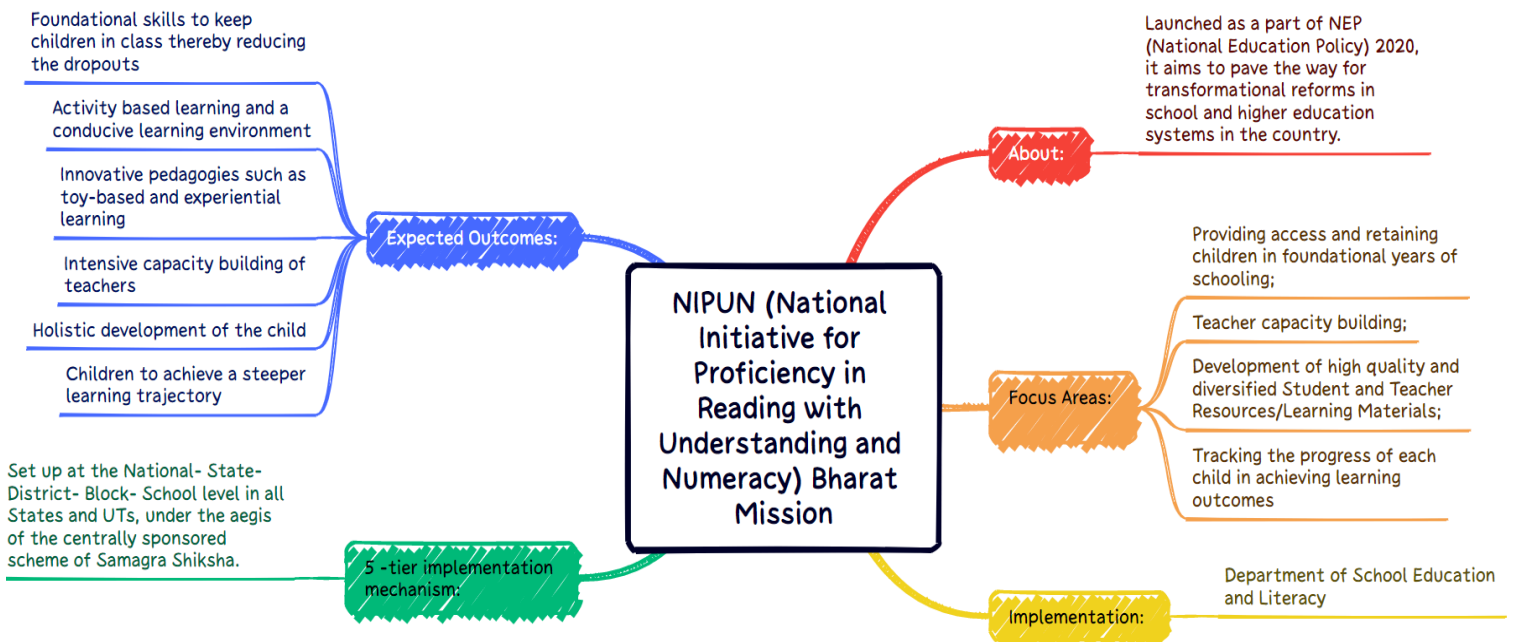 NIPUN (National
Initiative for
Proficiency in
Reading with
Understanding and
Numeracy) Bharat
Mission
About:
Launched as a part of NEP
(National Education Policy) 2020,
it aims to pave the way for
transformational reforms in
school and higher education
systems in the country.
Focus Areas:
Providing access and retaining
children in foundational years of
schooling;
Teacher capacity building;
Development of high quality and
diversified Student and Teacher
Resources/Learning Materials;
Tracking the progress of each
child in achieving learning
outcomes
Implementation:
Department of School Education
and Literacy
5 -tier implementation
mechanism:
Set up at the National- State-
District- Block- School level in all
States and UTs, under the aegis
of the centrally sponsored
scheme of Samagra Shiksha.
Expected Outcomes:
Foundational skills to keep
children in class thereby reducing
the dropouts
Activity based learning and a
conducive learning environment
Innovative pedagogies such as
toy-based and experiential
learning
Intensive capacity building of
teachers
Holistic development of the child
Children to achieve a steeper
learning trajectory